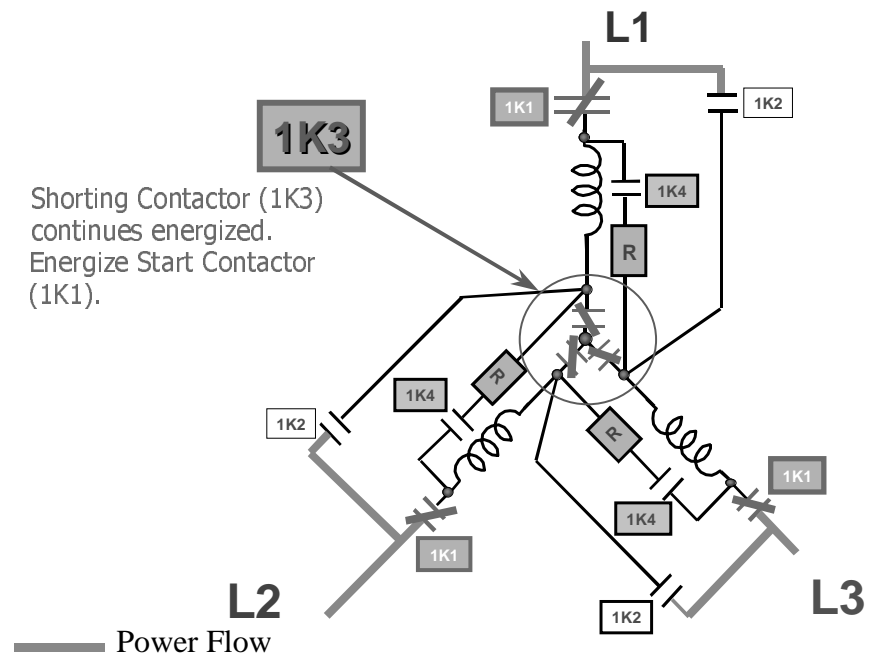 L1
1K1
1K2
1K3
1K4
Shorting Contactor (1K3)
continues energized.
Energize Start Contactor
(1K1).
R
R
1K4
1K2
R
1K1
1K4
1K1
L2
L3
1K2
Power Flow